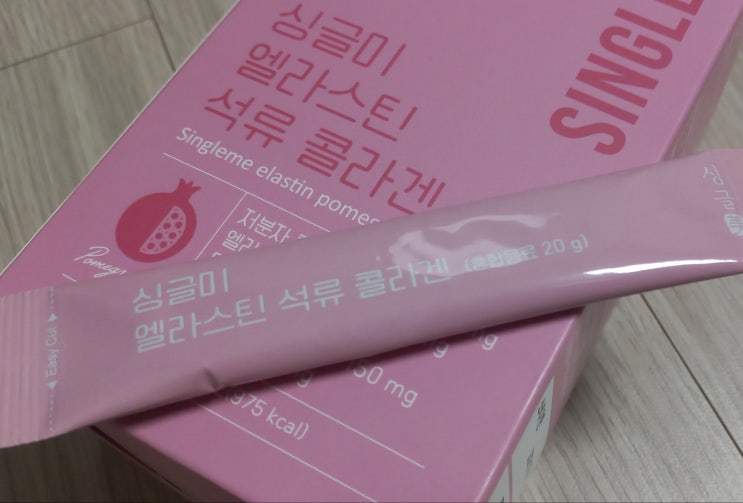 싱글미
엘라스틴
석류 콜라겐
Singleme elastin
SINGLE
저분자
싱글미
엘라스틴 석류 콜라겐 (혼합음료 20 g)
Easy Cut
50 mg
75 kcal)